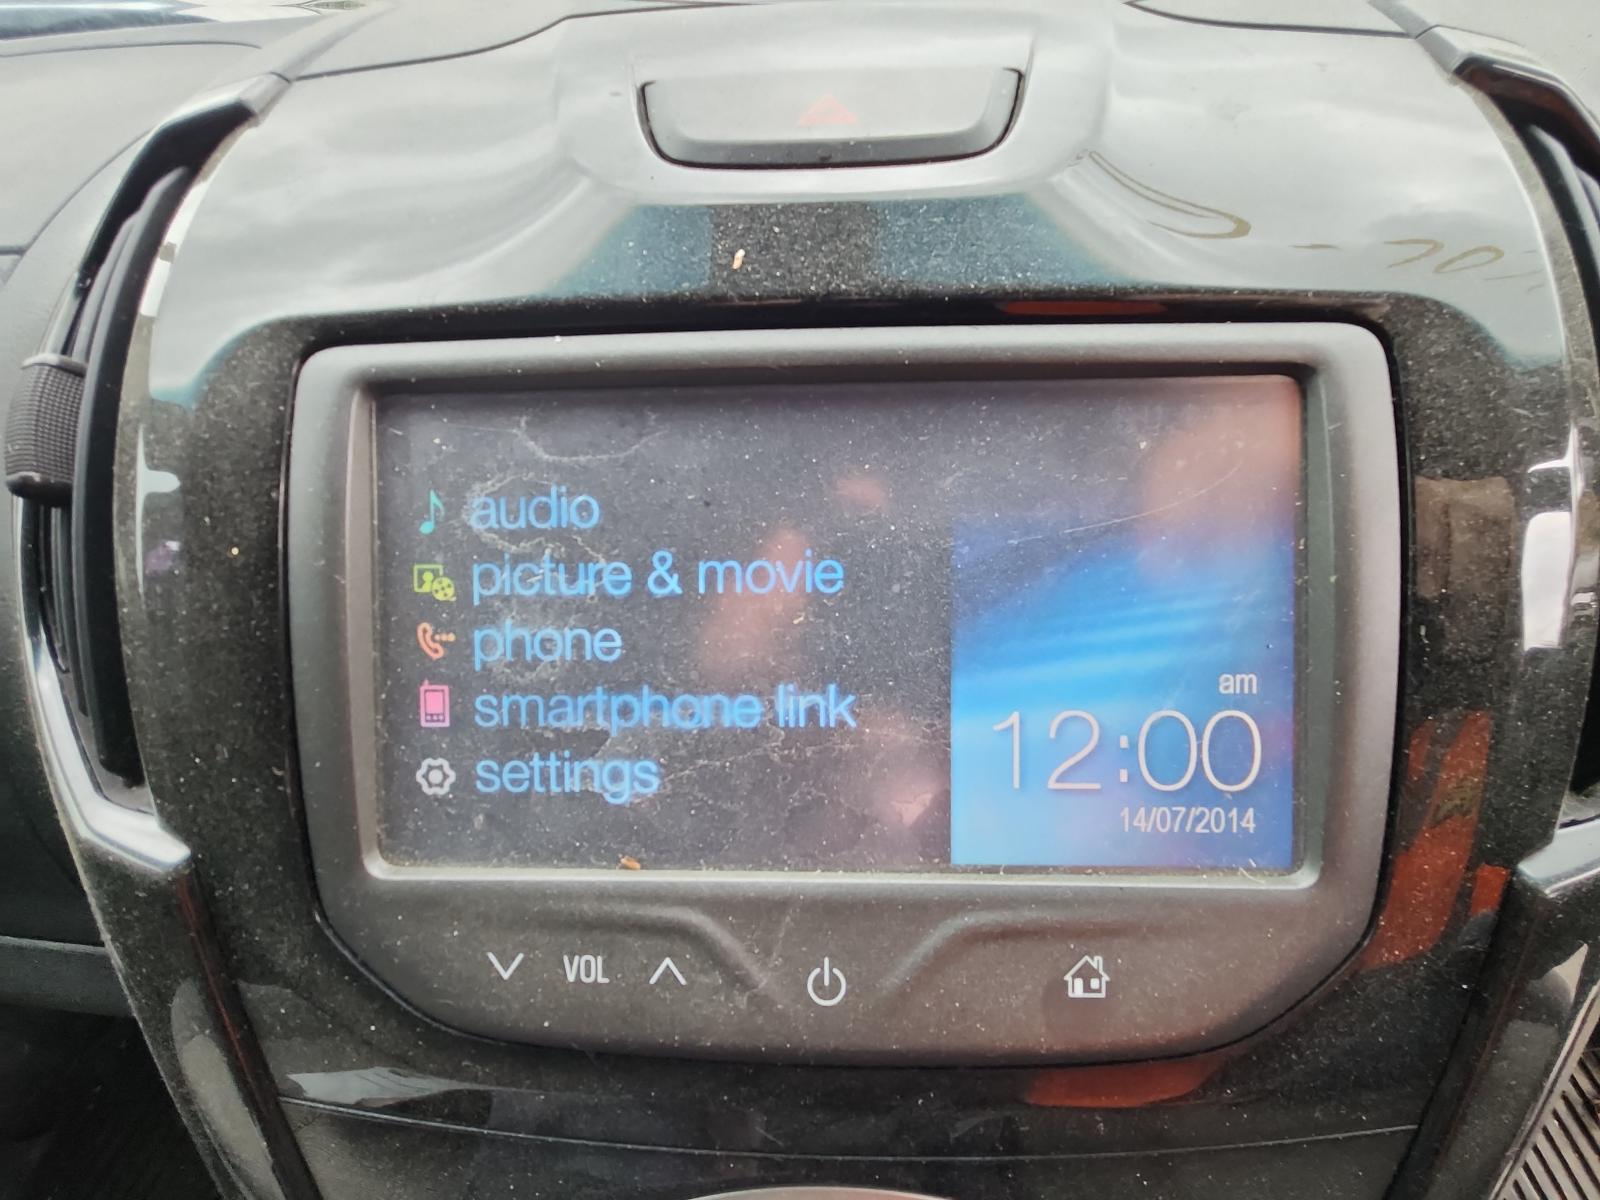 audio
picture & movie
phone
smartphone link
settings
am
12:00
14/07/2014
VOL